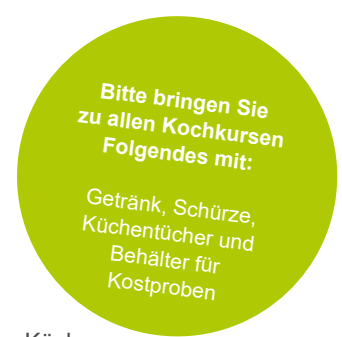 Bitte bringen Sie
zu allen Kochkursen
Folgendes mit:
Getränk, Schürze,
Küchentücher und
Behälter für
Kostproben